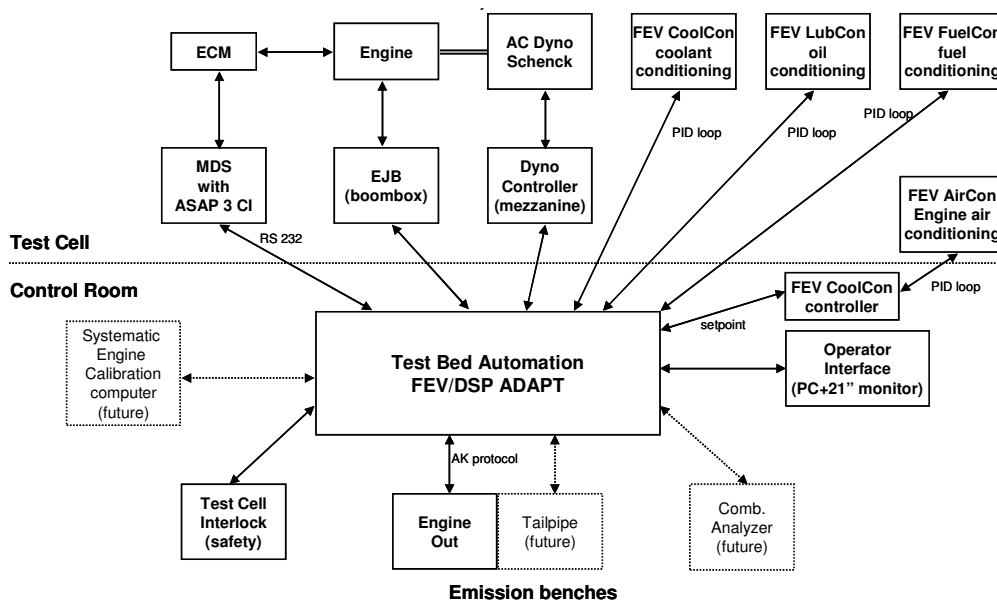 ECM
Engine
AC Dyno
Schenck
FEV CoolCon
coolant
conditioning
FEV LubCon
oil
conditioning
FEV FuelCon
fuel
conditioning
PID loop
PID loop
PID loop
MDS
with
ASAP 3 CI
EJB
(boombox)
Dyno
Controller
(mezzanine)
FEV AirCon
Engine air
conditioning
RS 232
Test Cell
Control Room
PID loop
FEV CoolCon
controller
setpoint
Systematic
Engine
Calibration
computer
(future)
Test Bed Automation
FEV/DSP ADAPT
Operator
Interface
(PC+21” monitor)
AK protocol
Test Cell
Interlock
(safety)
Engine
Out
Tailpipe
(future)
Comb.
Analyzer
(future)
Emission benches